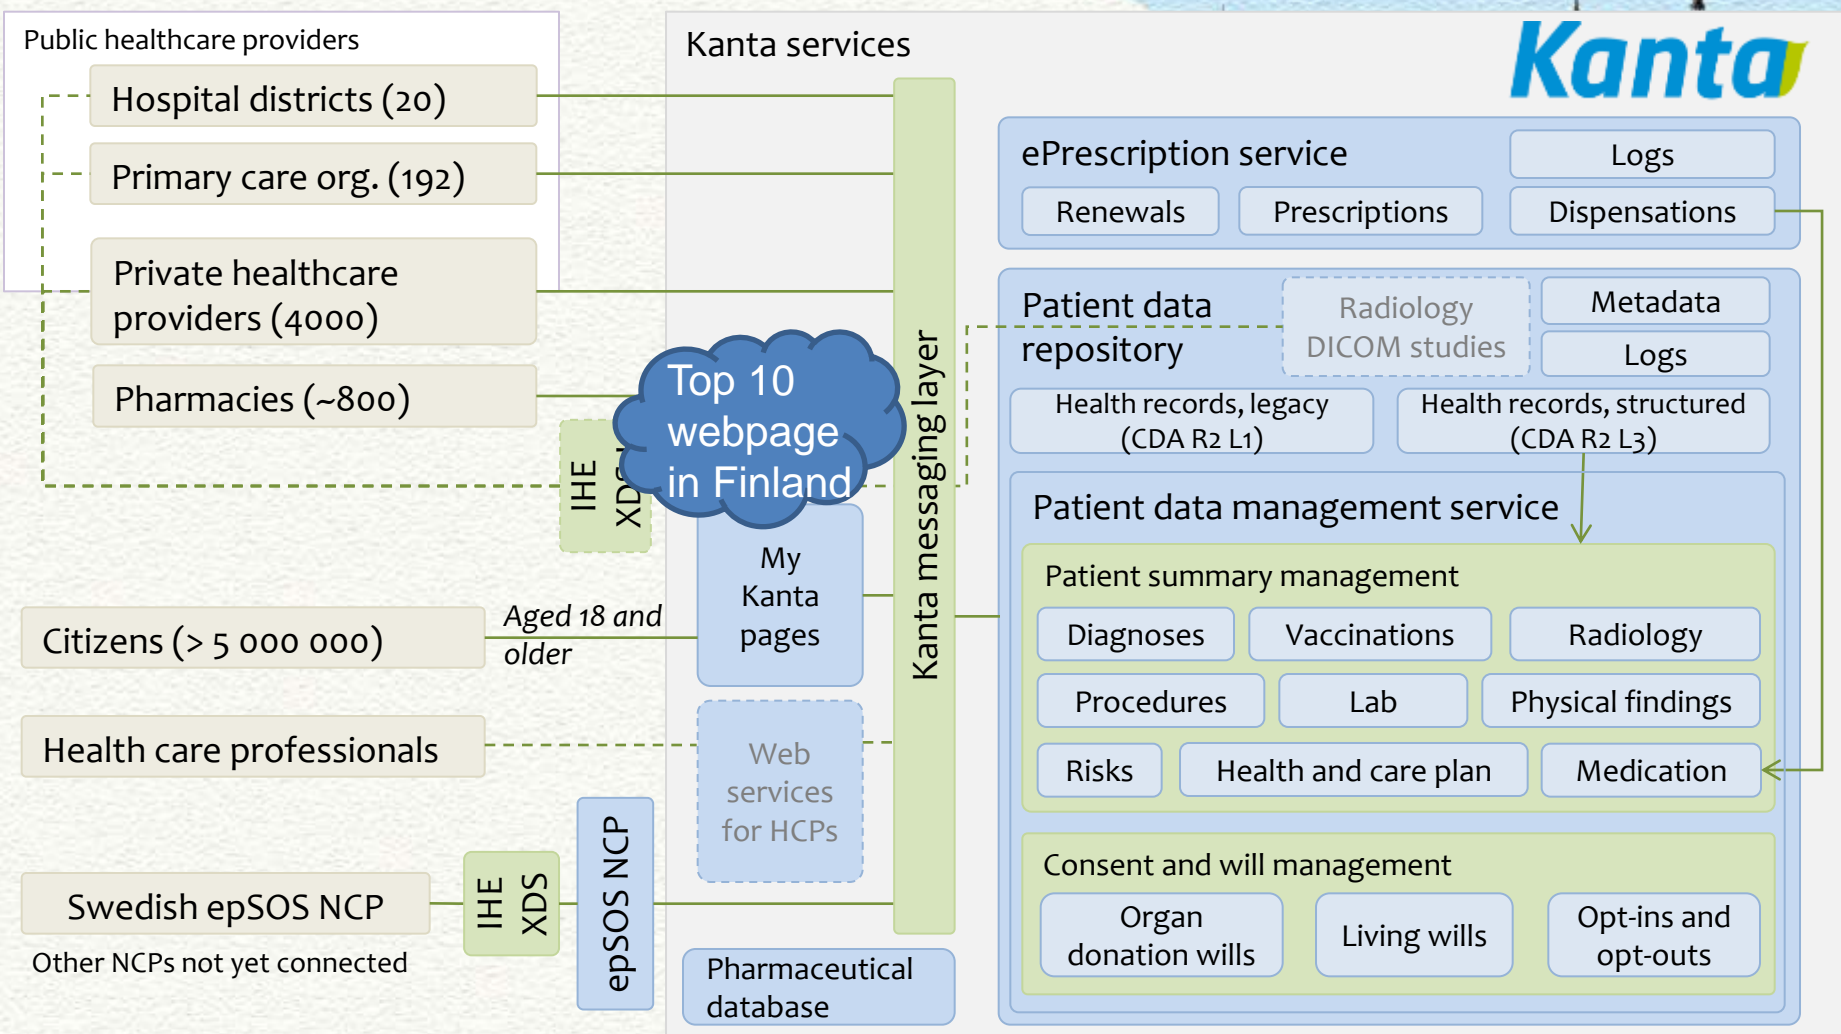 Public healthcare providers
Hospital districts (20)
Primary care org. (192)
Private healthcare
providers (4000)
Pharmacies (~800)
IHE
Citizens (> 5 000 000)
Aged 18 and
older
Health care professionals
Swedish epSOS NCP
Other NCPs not yet connected
IHE
XDS
epSOS NCP
Kanta services
Top 10
webpage
in Finland
My
Kanta
pages
Web
services
for HCPs
Pharmaceutical
database
Kanta messaging layer
Kanta
ePrescription service
Logs
Renewals
Prescriptions
Dispensations
Patient data
repository
Radiology
DICOM studies
Metadata
Logs
Health records, legacy
(CDA R2 L1)
Health records, structured
(CDA R2 L3)
Patient data management service
Patient summary management
Diagnoses
Vaccinations
Radiology
Procedures
Lab
Physical findings
Risks
Health and care plan
Medication
Consent and will management
Organ
donation wills
Living wills
Opt-ins and
opt-outs